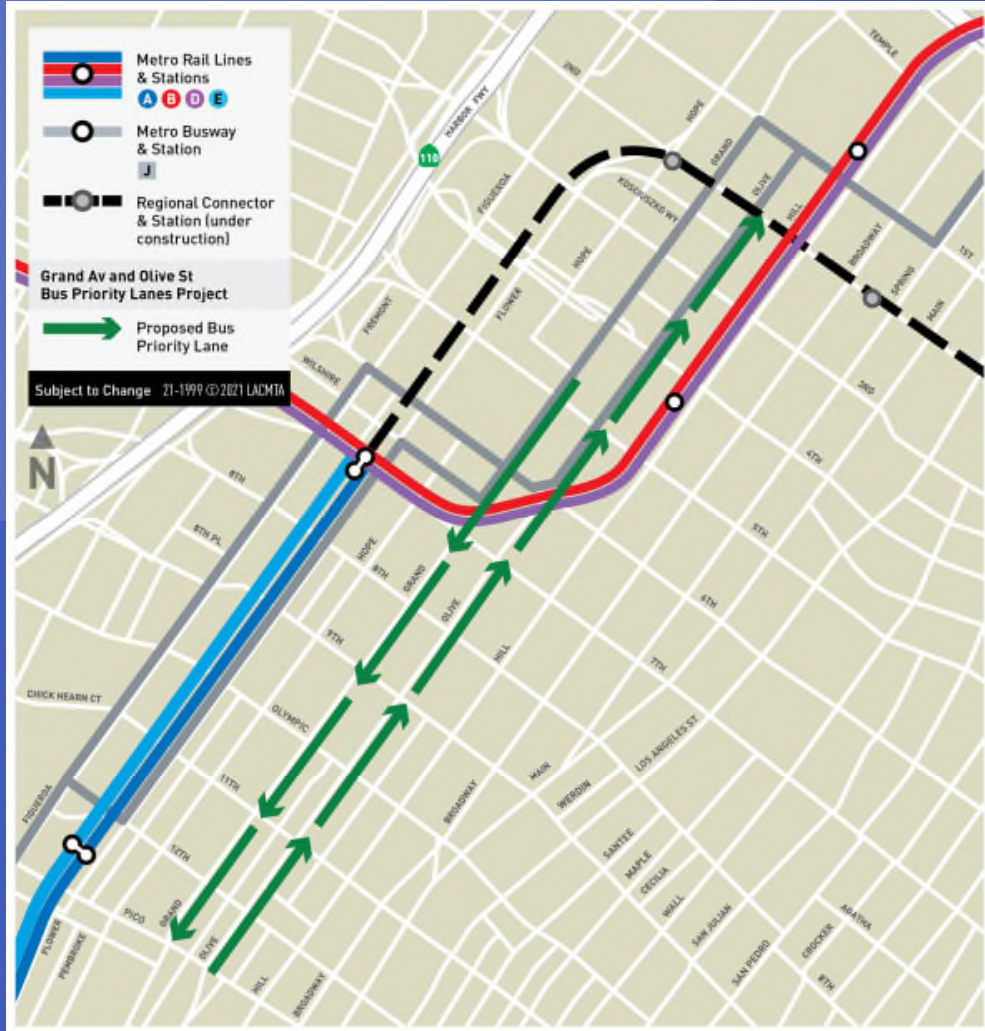 Metro Rail Lines
& Stations
A B D E
Metro Busway
& Station
J
Regional Connector
& Station (under
construction)
Grand Av and Olive St
Bus Priority Lanes Project
Proposed Bus
Priority Lane
Subject to Change 21-1999 ©2021 LACMTA
N
TEMPLE
2ND
HOPE
HARBOR FWY
110
GRAND
FIGUEROA
KOSCIUSZKO WY
OLIVE
HILL
BROADWAY
1ST
HOPE
SPRING
MAIN
FLOWER
FREMONT
WILSHIRE
3RD
4TH
8TH
5TH
8TH PL
HOPE
8TH
GRAND
6TH
OLIVE
9TH
HILL
7TH
CHICK HEARN CT
OLYMPIC
LOS ANGELES ST
MAIN
11TH
BROADWAY
WERDIN
FIGUEROA
SANTEE
12TH
MAPLE
CECILIA
WALL
PICO
GRAND
SAN JULIAN
AGATHA
FLOWER
OLIVE
CROCKER
PEMBROKE
SAN PEDRO
HILL
8TH
BROADWAY